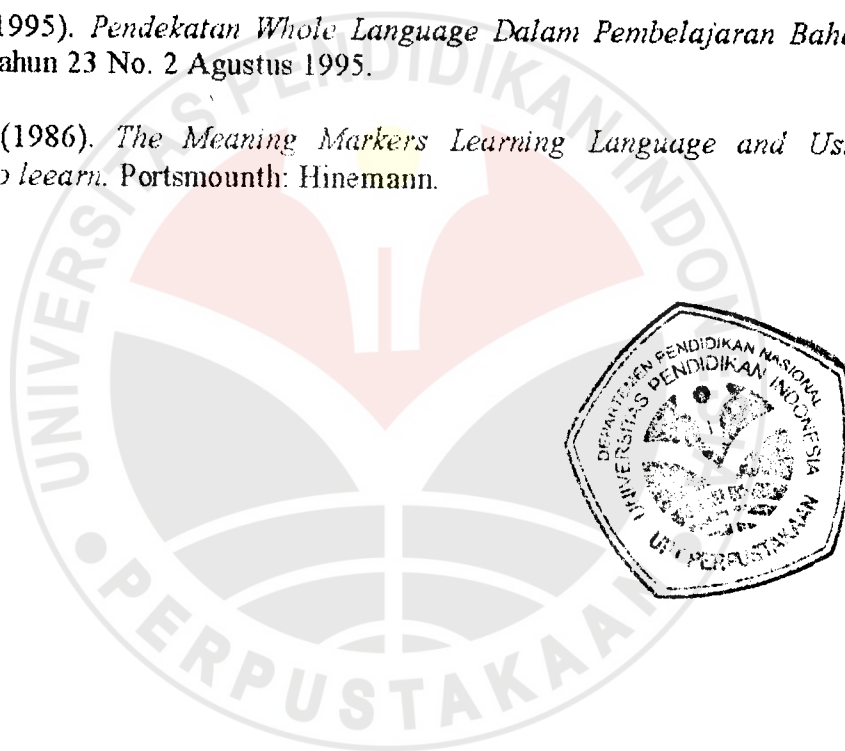 1995). Pendekatan Whole Language Dalam Pembelajaran Baha
ahun 23 No. 2 Agustus 1995.
(1986). The Meaning Markers Learning Language and Us
o leearn. Portsmounth: Hinemann.
UNIVERSITAS PENDIDIKAN INDONESIA
PERPUSTAKAAN
DEPARTEMEN PENDIDIKAN NASIONAL
UNIVERSITAS PENDIDIKAN INDONESIA
UPT PERPUSTAKAAN